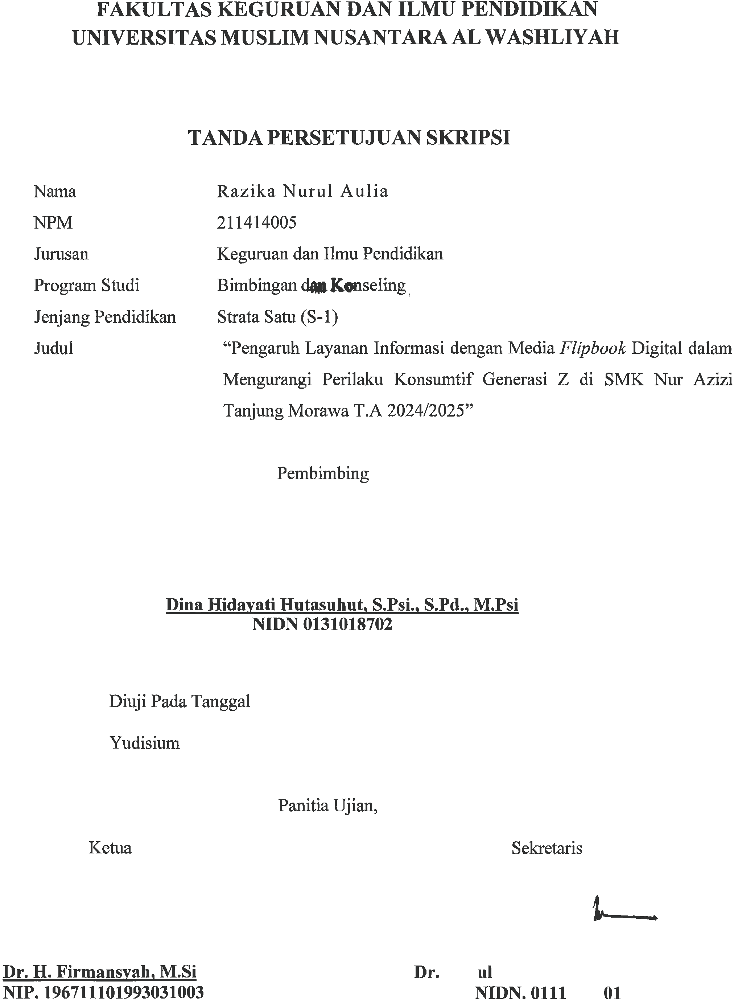 FAKULTAS KEGURUAN DAN ILMU PENDIDIKAN
UNIVERSITAS MUSLIM NUSANTARA AL WASHLIYAH
TANDA PERSETUJUAN SKRIPSI
Nama Razika Nurul Aulia
NPM 211414005
Jurusan Keguruan dan Ilmu Pendidikan
Program Studi Bimbingan dan Konseling
Jenjang Pendidikan Strata Satu (S-1)
Judul “Pengaruh Layanan Informasi dengan Media Flipbook Digital dalam
Mengurangi Perilaku Konsumtif Generasi Z di SMK Nur Azizi
Tanjung Morawa T.A 2024/2025”
Pembimbing
Dina Hidayati Hutasuhut, S.Psi., S.Pd., M.Psi
NIDN 0131018702
Diuji Pada Tanggal
Yudisium
Panitia Ujian,
Ketua Sekretaris
Dr. H. Firmansyah, M.Si Dr. ul
NIP. 196711101993031003 NIDN. 0111 01